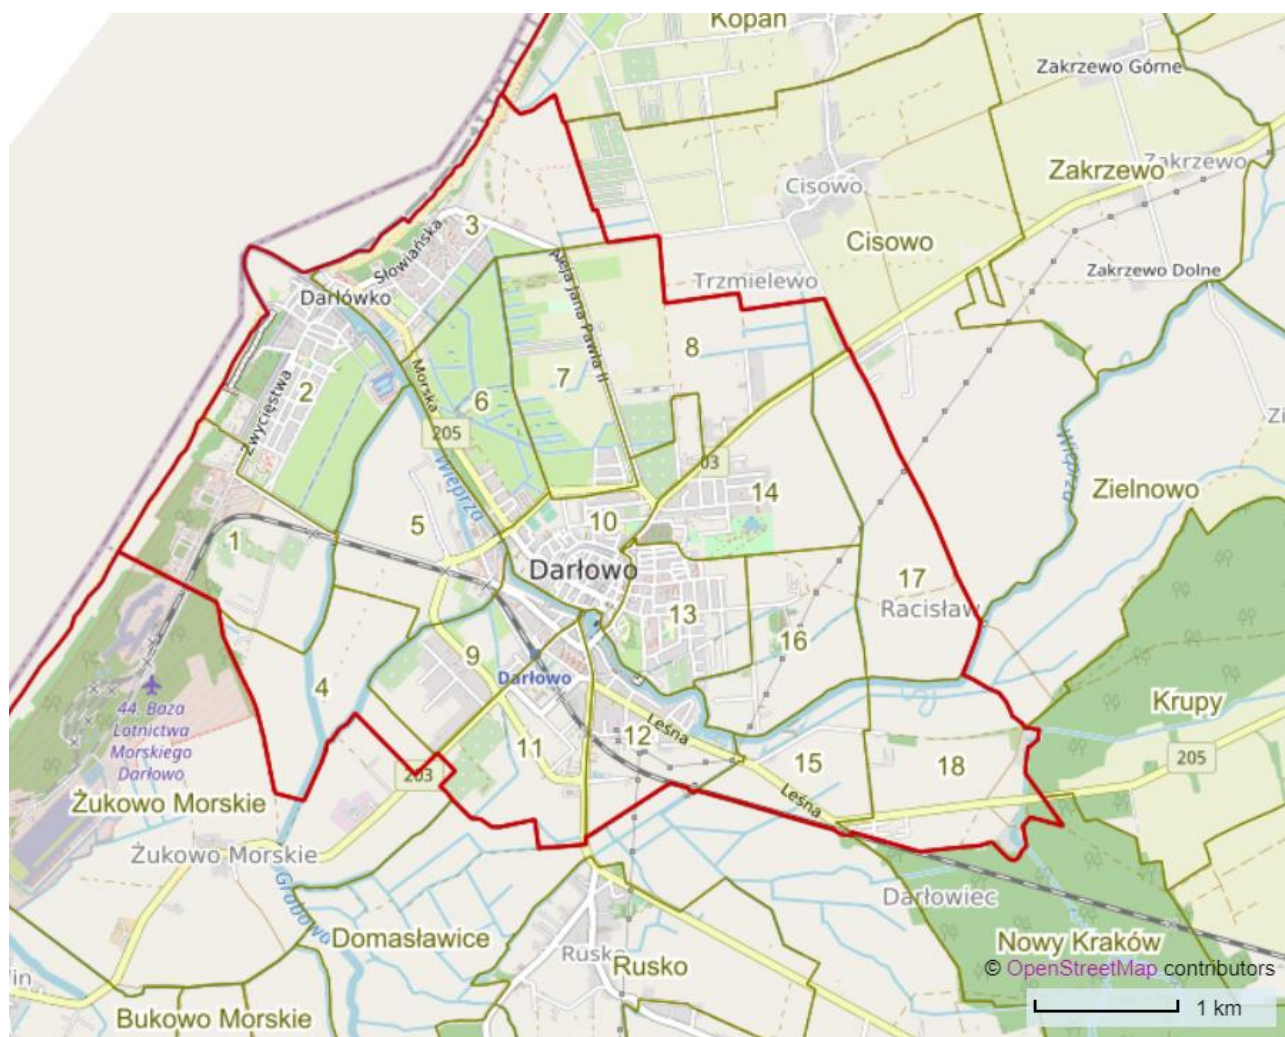 Kopań
Zakrzewo Górne
Zakrzewo
Zakrzewo
Cisowo
3
Słowiańska
Cisowo
Aleja Jana Pawła II
Zakrzewo Dolne
Trzmielewo
Darłówko
8
Morska
7
2
6
Zwycięstwa
Zi
205
Wieprza
Wieprza
03
Zielnowo
14
5
10
1
Darłowo
17
Racisław
13
16
9
4
Darłowo
Krupy
44. Baza
Lotnictwa
Morskiego
Darłowo
Leśna
12
11
15
18
205
203
Żukowo Morskie
Leśna
Żukowo Morskie
Grabowa
Darłowiec
Domasławice
Nowy Kraków
Rusko
Rusko
© OpenStreetMap contributors
Bukowo Morskie
1 km